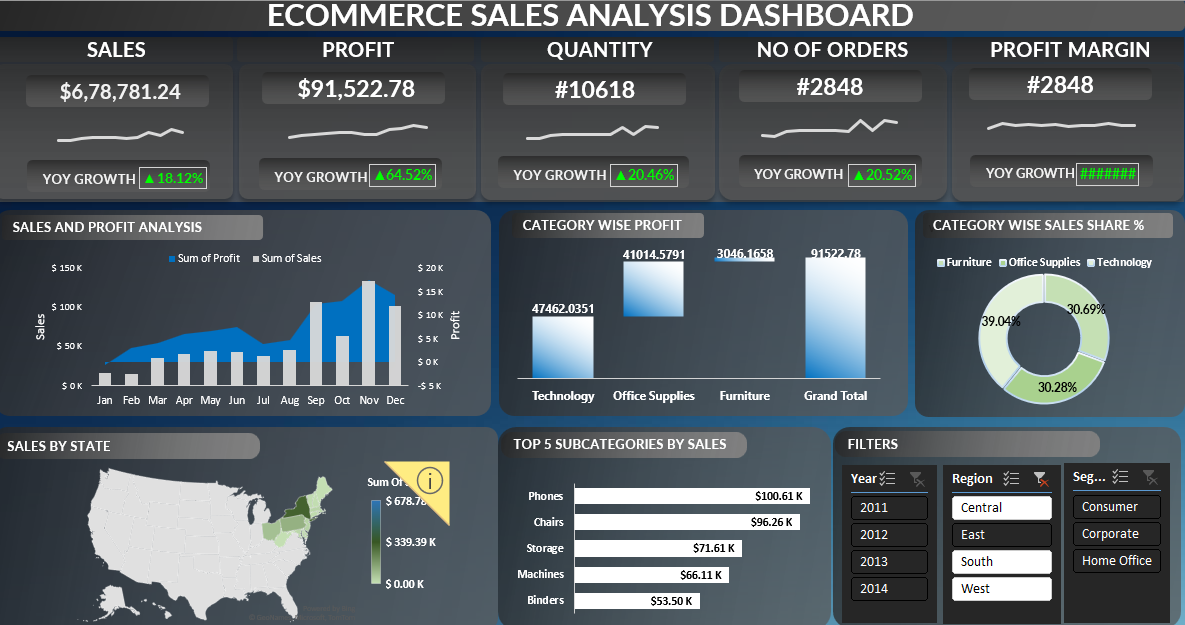 ECOMMERCE SALES ANALYSIS DASHBOARD
SALES
$6,78,781.24
YOY GROWTH ▲18.12%
PROFIT
$91,522.78
YOY GROWTH ▲64.52%
QUANTITY
#10618
YOY GROWTH ▲20.46%
NO OF ORDERS
#2848
YOY GROWTH ▲20.52%
PROFIT MARGIN
#2848
YOY GROWTH #######
SALES AND PROFIT ANALYSIS
Sum of Profit Sum of Sales
$ 150 K
$ 100 K
$ 50 K
$ 0 K
Sales
$ 20 K
$ 15 K
$ 10 K
$ 5 K
$ 0 K
-$ 5 K
Profit
Jan Feb Mar Apr May Jun Jul Aug Sep Oct Nov Dec
CATEGORY WISE PROFIT
47462.0351
41014.5791
3046.1658
91522.78
Technology Office Supplies Furniture Grand Total
CATEGORY WISE SALES SHARE %
Furniture Office Supplies Technology
30.69%
39.04%
30.28%
SALES BY STATE
Sum Of
$ 678.78
$ 339.39 K
$ 0.00 K
TOP 5 SUBCATEGORIES BY SALES
Phones $100.61 K
Chairs $96.26 K
Storage $71.61 K
Machines $66.11 K
Binders $53.50 K
FILTERS
Year
2011
2012
2013
2014
Region
Central
East
South
West
Seg...
Consumer
Corporate
Home Office